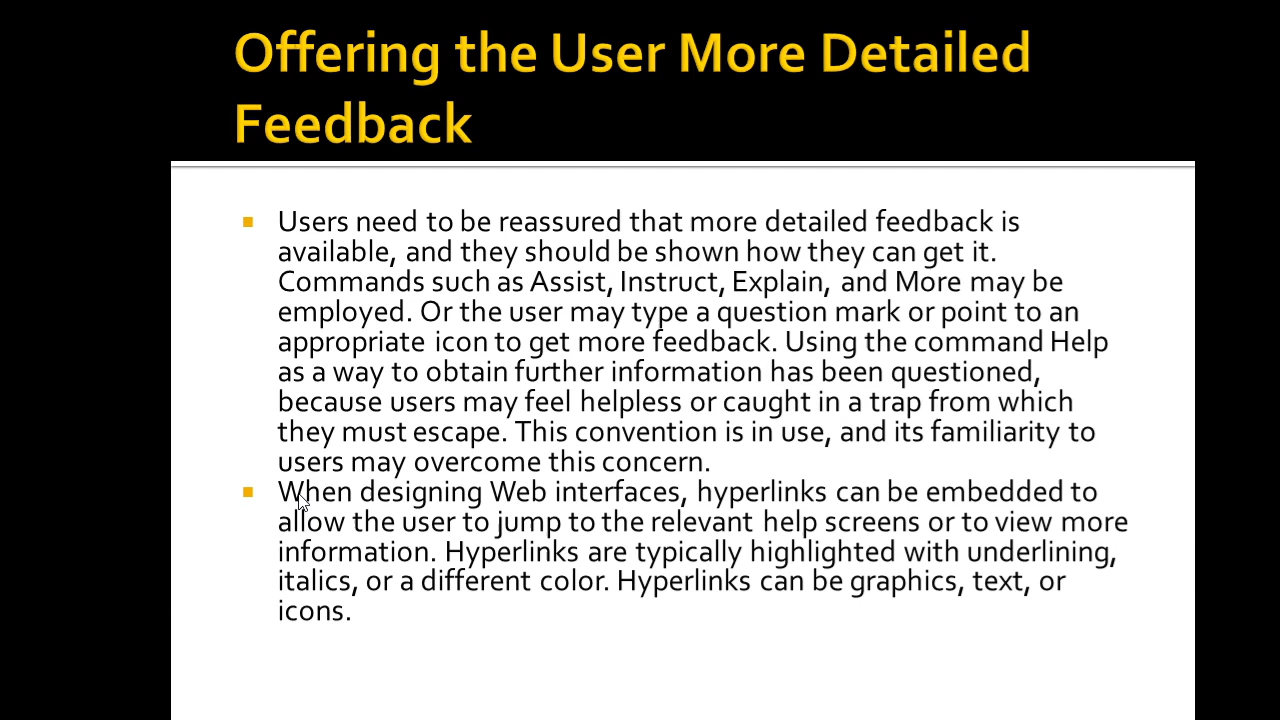 Offering the User More Detailed
Feedback
Users need to be reassured that more detailed feedback is
available, and they should be shown how they can get it.
Commands such as Assist, Instruct, Explain, and More may be
employed. Or the user may type a question mark or point to an
appropriate icon to get more feedback. Using the command Help
as a way to obtain further information has been questioned,
because users may feel helpless or caught in a trap from which
they must escape. This convention is in use, and its familiarity to
users may overcome this concern.
When designing Web interfaces, hyperlinks can be embedded to
allow the user to jump to the relevant help screens or to view more
information. Hyperlinks are typically highlighted with underlining,
italics, or a different color. Hyperlinks can be graphics, text, or
icons.